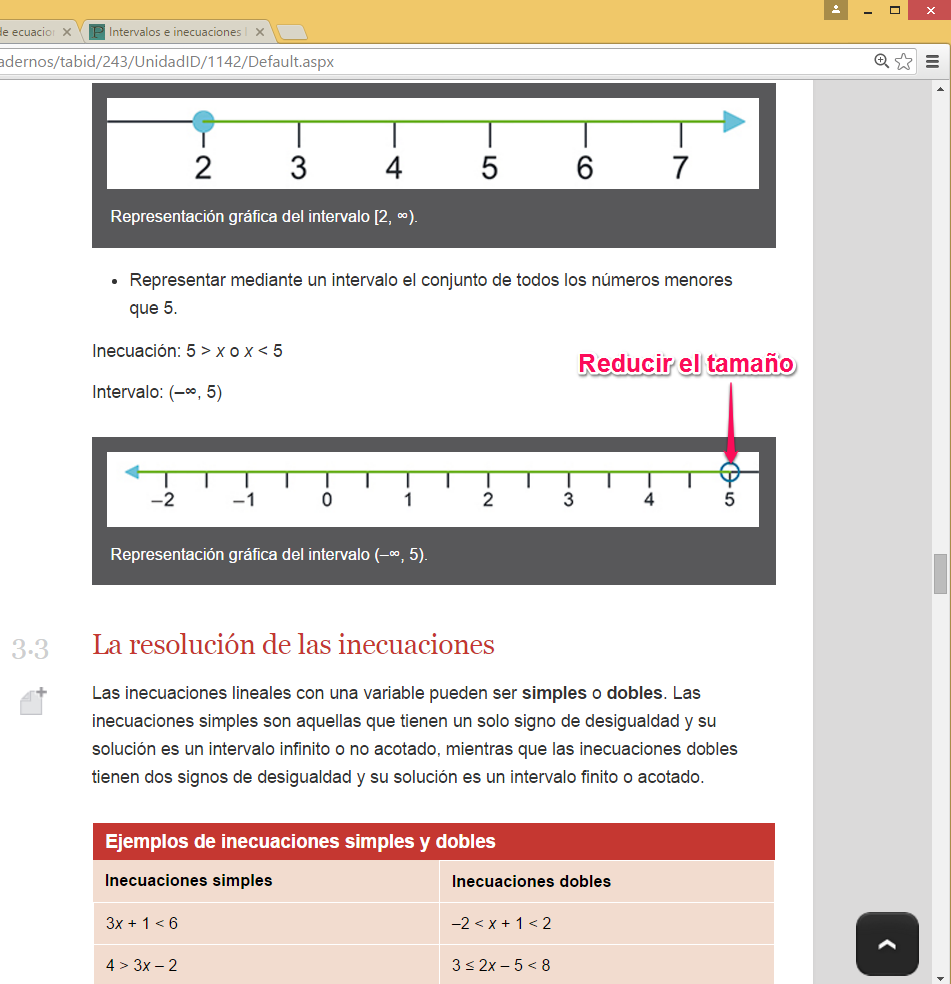 de ecuacio
Intervalos e inecuaciones
adernos/tabid/243/UnidadID/1142/Default.aspx
2 3 4 5 6 7
Representación gráfica del intervalo [2, ∞).
• Representar mediante un intervalo el conjunto de todos los números menores
que 5.
Inecuación: 5 > x o x < 5
Reducir el tamaño
Intervalo: (–∞, 5)
–2 –1 0 1 2 3 4 5
Representación gráfica del intervalo (–∞, 5).
3.3 La resolución de las inecuaciones
Las inecuaciones lineales con una variable pueden ser simples o dobles. Las
inecuaciones simples son aquellas que tienen un solo signo de desigualdad y su
solución es un intervalo infinito o no acotado, mientras que las inecuaciones dobles
tienen dos signos de desigualdad y su solución es un intervalo finito o acotado.
Ejemplos de inecuaciones simples y dobles
Inecuaciones simples Inecuaciones dobles
3x + 1 < 6 –2 < x + 1 < 2
4 > 3x – 2 3 ≤ 2x – 5 < 8